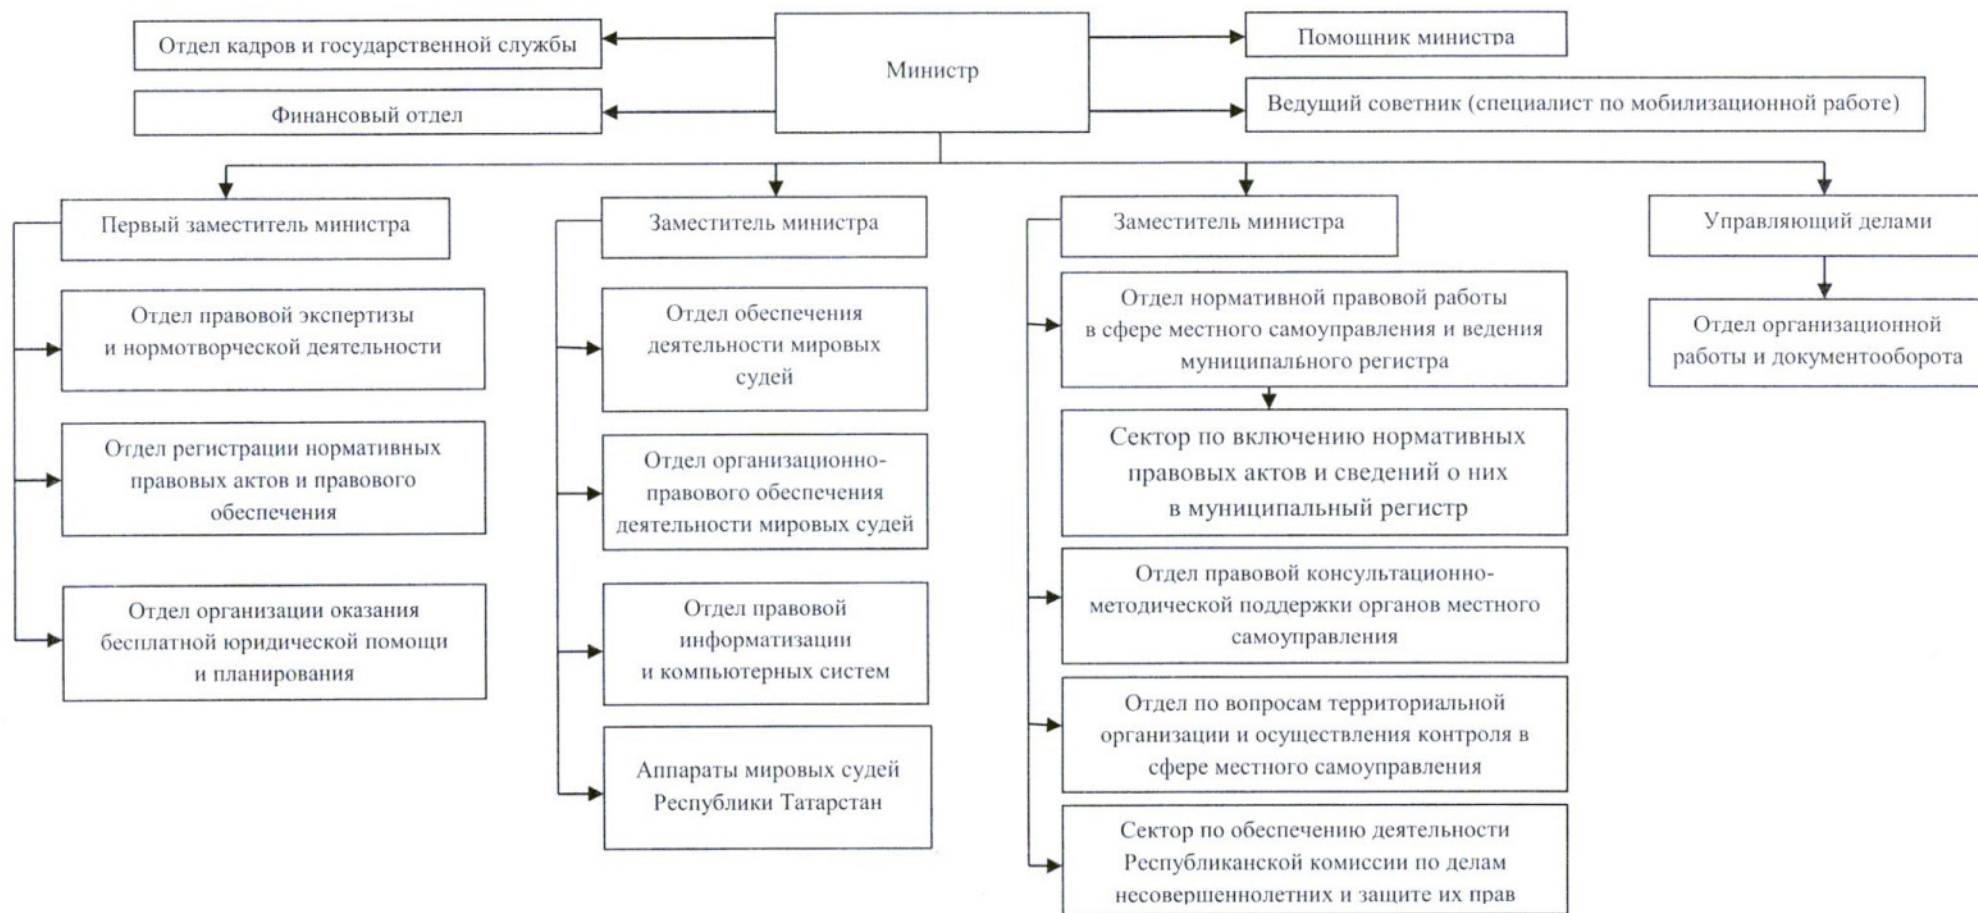 Отдел кадров и государственной службы
Финансовый отдел
Министр
Помощник министра
Ведущий советник (специалист по мобилизационной работе)
Первый заместитель министра
Отдел правовой экспертизы
и нормотворческой деятельности
Отдел регистрации нормативных
правовых актов и правового
обеспечения
Отдел организации оказания
бесплатной юридической помощи
и планирования
Заместитель министра
Отдел обеспечения
деятельности мировых
судей
Отдел организационно-
правового обеспечения
деятельности мировых судей
Отдел правовой
информатизации
и компьютерных систем
Аппараты мировых судей
Республики Татарстан
Заместитель министра
Отдел нормативной правовой работы
в сфере местного самоуправления и ведения
муниципального регистра
Сектор по включению нормативных
правовых актов и сведений о них
в муниципальный регистр
Отдел правовой консультационно-
методической поддержки органов местного
самоуправления
Отдел по вопросам территориальной
организации и осуществления контроля в
сфере местного самоуправления
Сектор по обеспечению деятельности
Республиканской комиссии по делам
несовершеннолетних и защите их прав
Управляющий делами
Отдел организационной
работы и документооборота